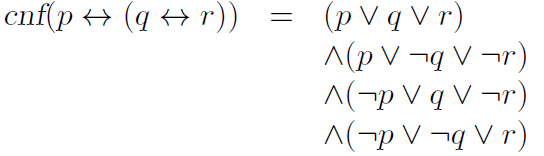 cnf(p ↔ (q ↔ r)) = (p ∨ q ∨ r)
∧(p ∨ ¬q ∨ ¬r)
∧(¬p ∨ q ∨ ¬r)
∧(¬p ∨ ¬q ∨ r)